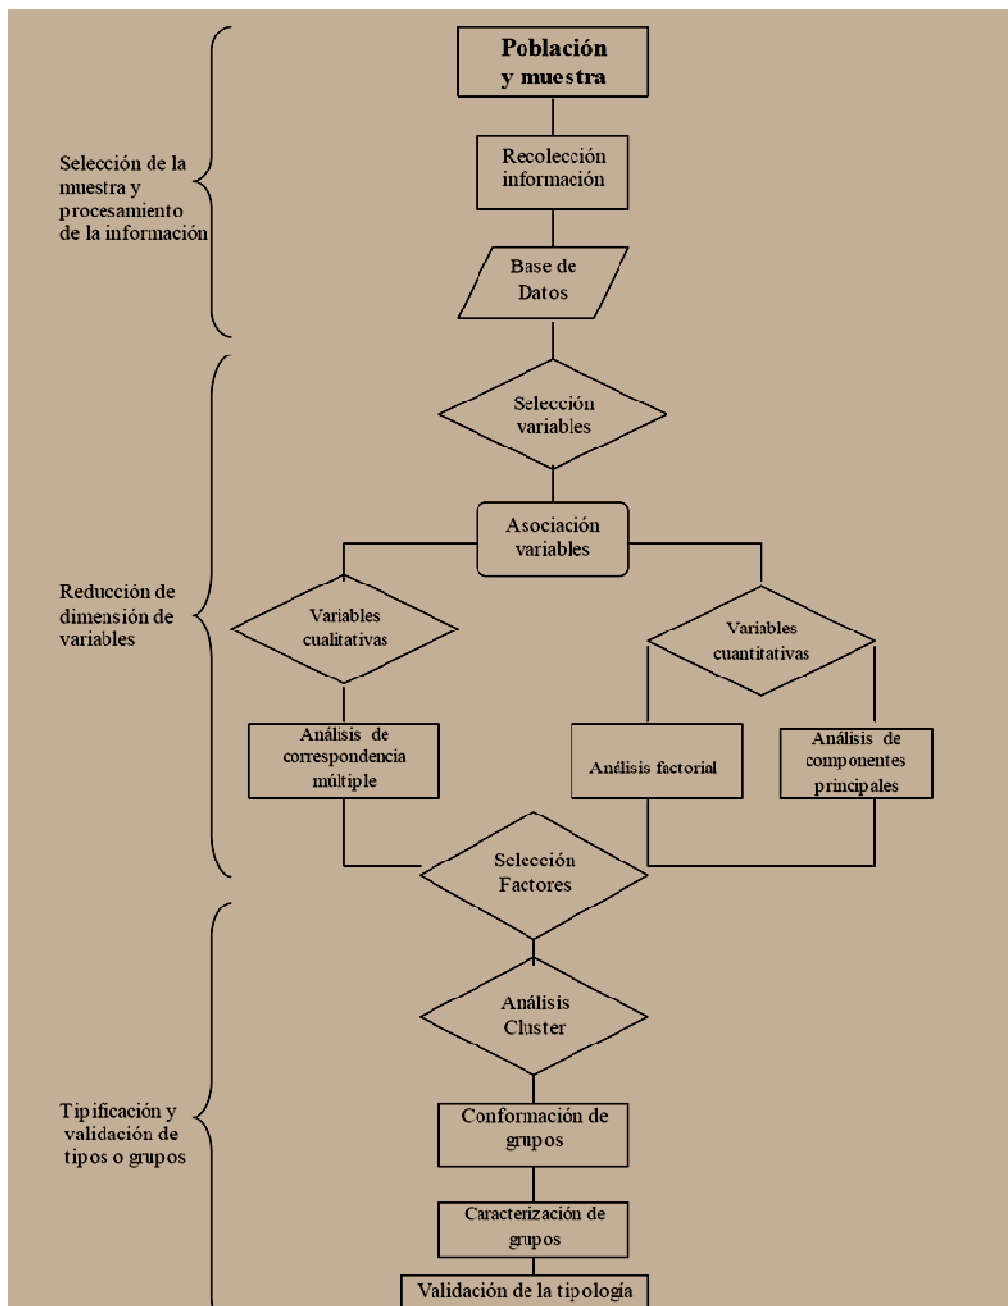 Población
y muestra
Recolección
información
Selección de la
muestra y
procesamiento
de la información
Base de
Datos
Selección
variables
Asociación
variables
Reducción de
dimensión de
variables
Variables
cualitativas
Variables
cuantitativas
Análisis de
correspondencia
múltiple
Análisis factorial
Análisis de
componentes
principales
Selección
Factores
Análisis
Cluster
Tipificación y
validación de
tipos o grupos
Conformación de
grupos
Caracterización de
grupos
Validación de la tipología